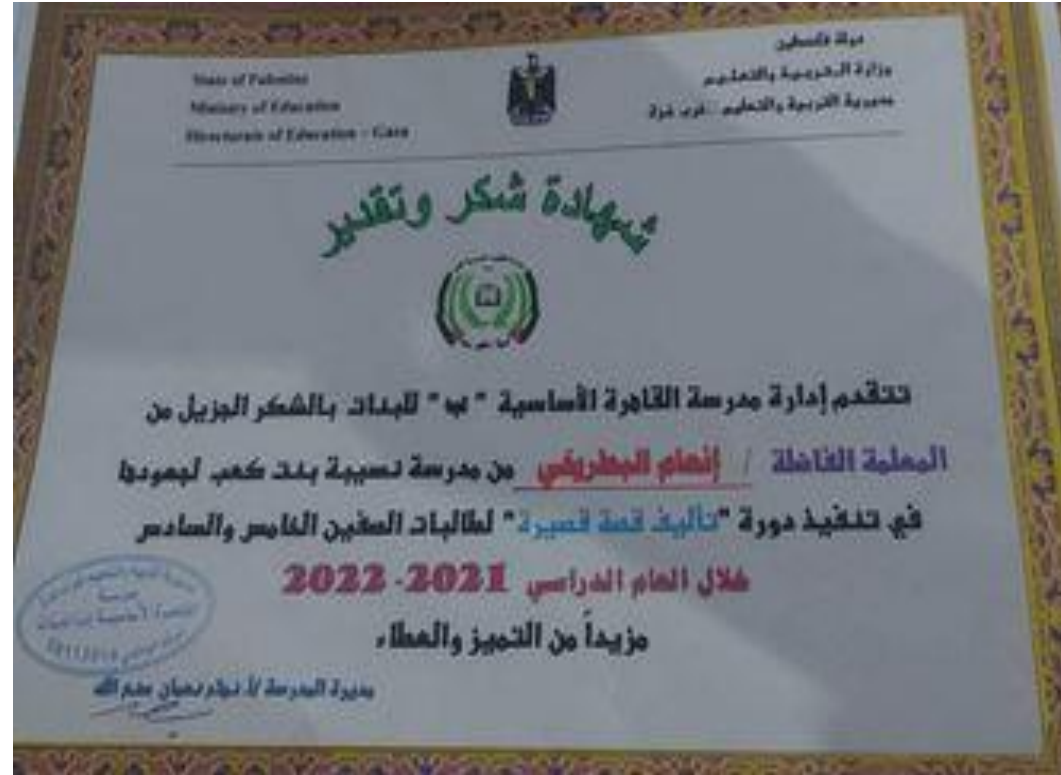 دولة فلسطين
وزارة التربية والتعليم
مديرية التربية والتعليم - غرب غزة
State of Palestine
Ministry of Education
Directorate of Education - Gaza
شهادة شكر وتقدير
تتقدم إدارة مدرسة القاهرة الأساسية "ب" للبنات بالشكر الجزيل من
المعلمة الفاضلة / إنعام البطريخي من مدرسة نسيبة بنت كعب لجهودها
في تنفيذ دورة "تأليف قصة قصيرة" لطالبات الصفين الخامس والسادس
خلال العام الدراسي 2021-2022
مزيداً من التميز والعطاء
مديرة المدرسة أ/